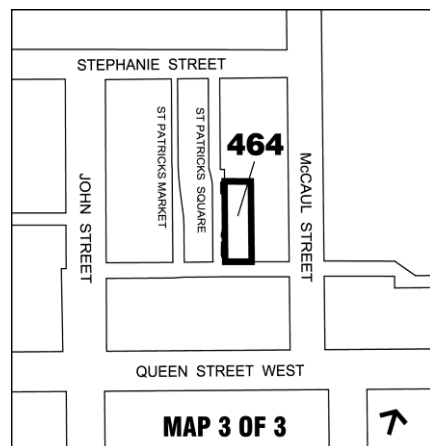 STEPHANIE STREET
ST PATRICKS MARKET
ST PATRICKS SQUARE
464
JOHN STREET
McCAUL STREET
QUEEN STREET WEST
MAP 3 OF 3